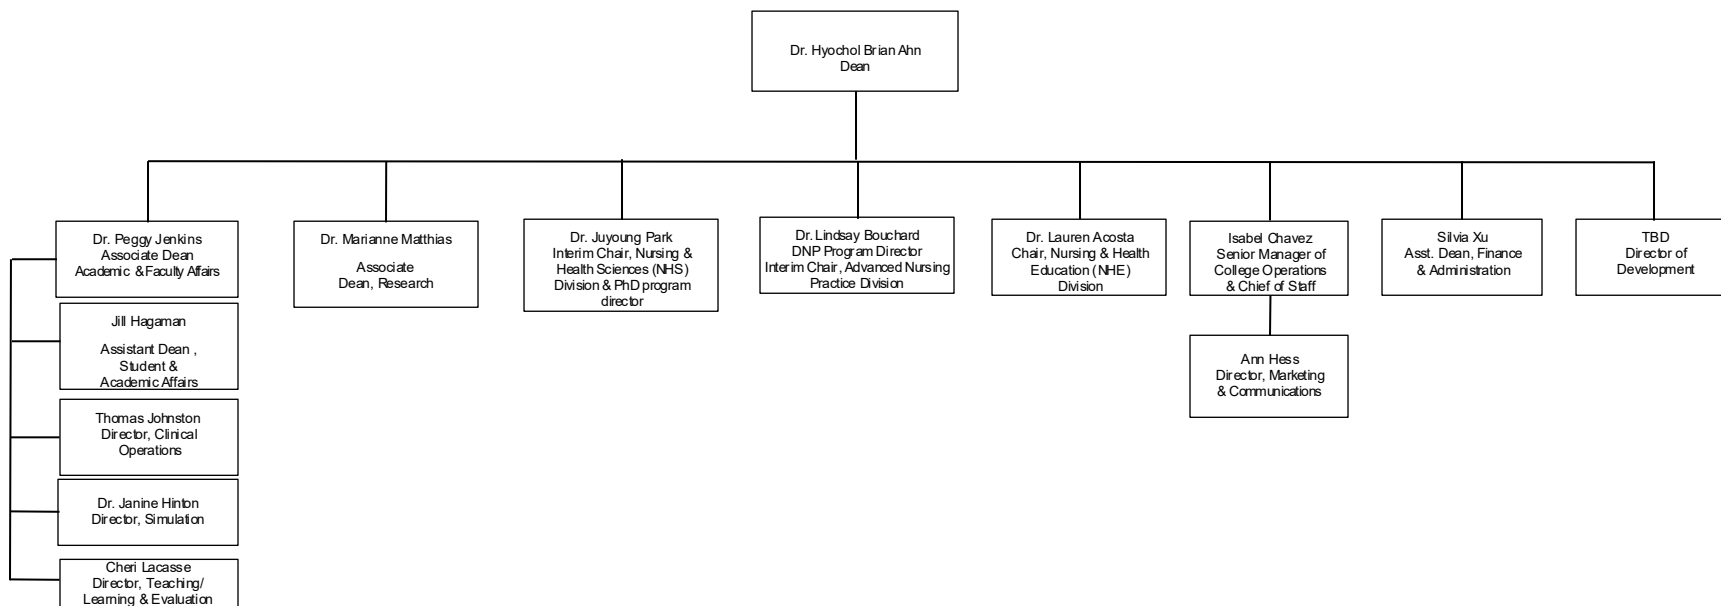 Dr. Hyochol Brian Ahn
Dean
Dr. Peggy Jenkins
Associate Dean
Academic & Faculty Affairs
Dr. Marianne Matthias
Associate
Dean, Research
Dr. Juyoung Park
Interim Chair, Nursing &
Health Sciences (NHS)
Division & PhD program
director
Dr. Lindsay Bouchard
DNP Program Director
Interim Chair, Advanced Nursing
Practice Division
Dr. Lauren Acosta
Chair, Nursing & Health
Education (NHE)
Division
Isabel Chavez
Senior Manager of
College Operations
& Chief of Staff
Silvia Xu
Asst. Dean, Finance
& Administration
TBD
Director of
Development
Jill Hagaman
Assistant Dean ,
Student &
Academic Affairs
Thomas Johnston
Director, Clinical
Operations
Dr. Janine Hinton
Director, Simulation
Cheri Lacasse
Director, Teaching/
Learning & Evaluation
Ann Hess
Director, Marketing
& Communications